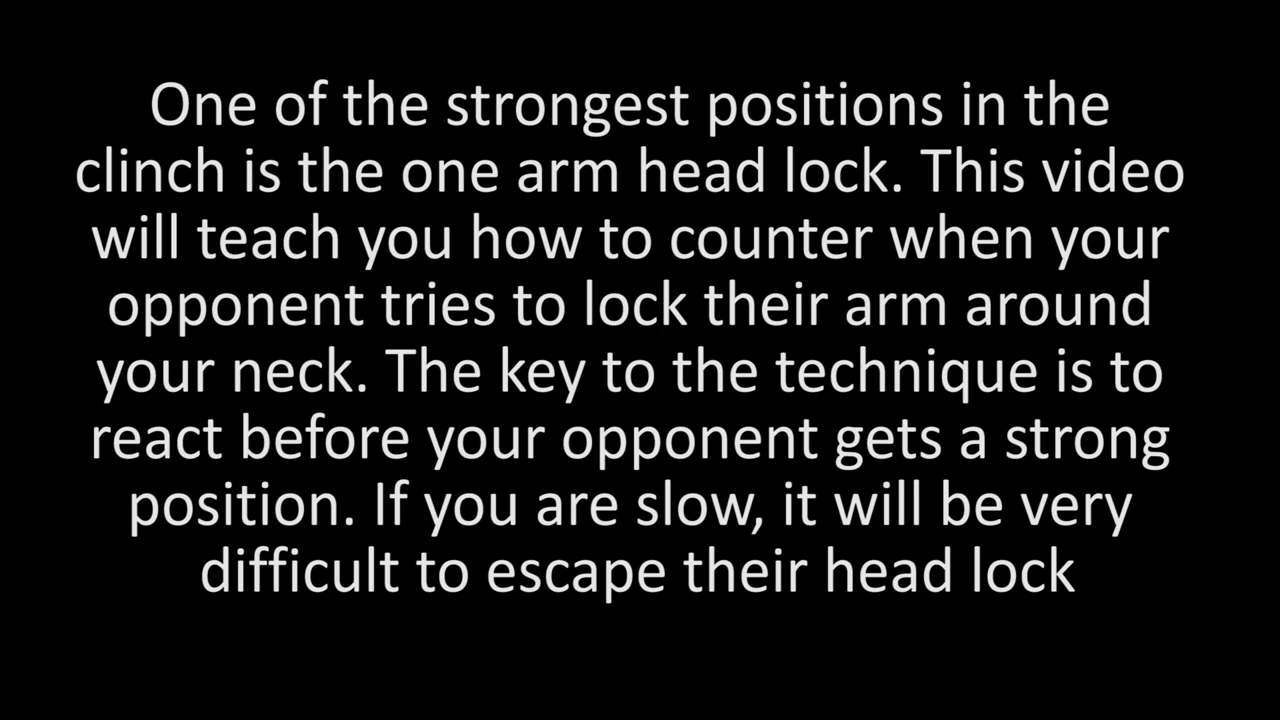 One of the strongest positions in the
clinch is the one arm head lock. This video
will teach you how to counter when your
opponent tries to lock their arm around
your neck. The key to the technique is to
react before your opponent gets a strong
position. If you are slow, it will be very
difficult to escape their head lock